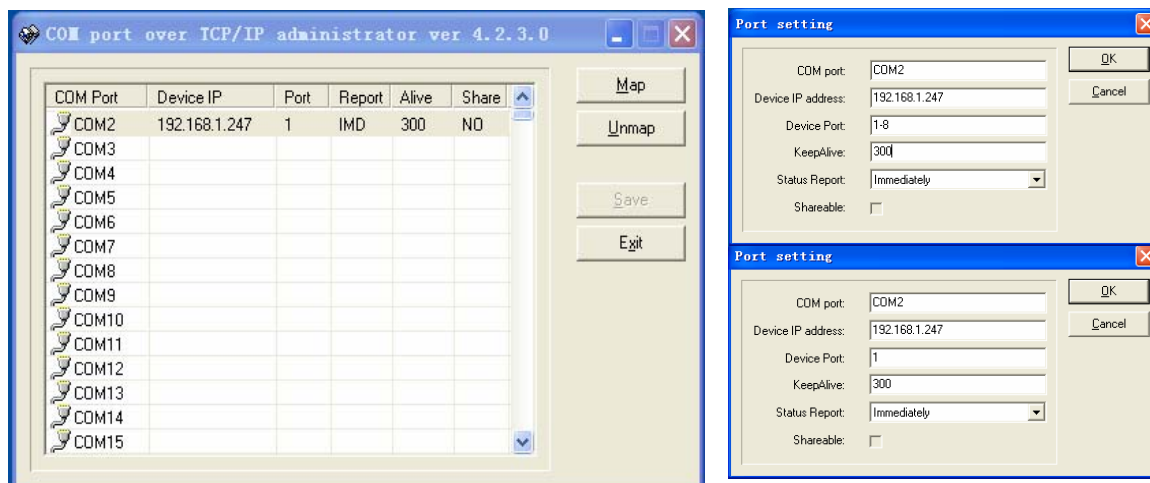 COM port over TCP/IP administrator ver 4.2.3.0
COM Port Device IP Port Report Alive Share
COM2 192.168.1.247 1 IMD 300 NO
COM3
COM4
COM5
COM6
COM7
COM8
COM9
COM10
COM11
COM12
COM13
COM14
COM15
Map
Unmap
Save
Exit
Port setting
COM port: COM2
Device IP address: 192.168.1.247
Device Port: 1-8
KeepAlive: 300
Status Report: Immediately
Shareable:
OK
Cancel
Port setting
COM port: COM2
Device IP address: 192.168.1.247
Device Port: 1
KeepAlive: 300
Status Report: Immediately
Shareable:
OK
Cancel